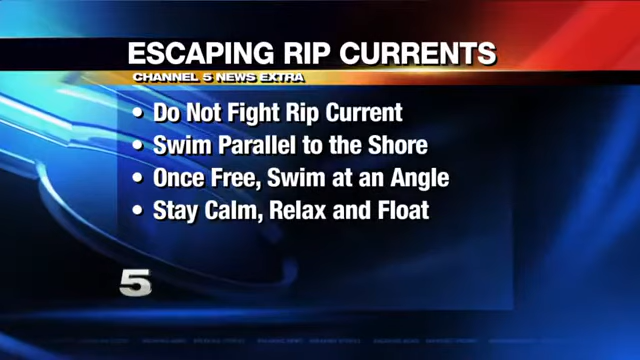 ESCAPING RIP CURRENTS
CHANNEL 5 NEWS EXTRA
• Do Not Fight Rip Current
• Swim Parallel to the Shore
• Once Free, Swim at an Angle
• Stay Calm, Relax and Float
5